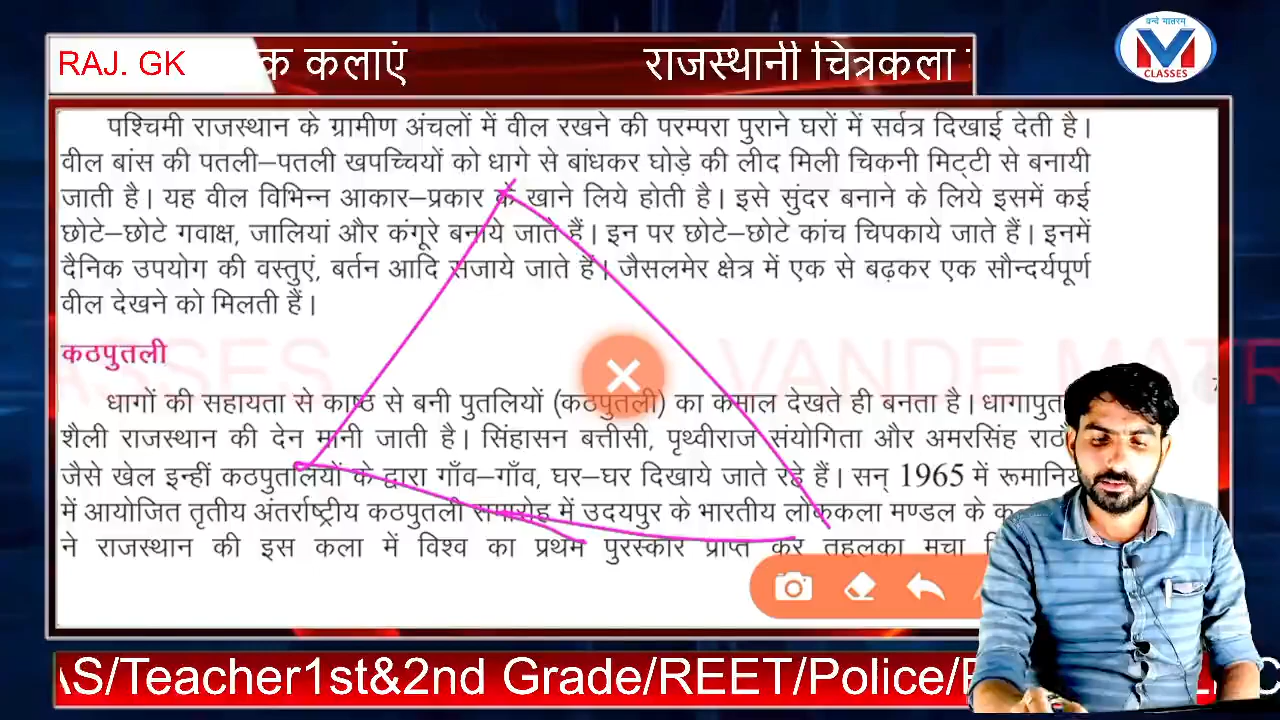 वन्दे मातरम्
CLASSES
RAJ. GK क कलाएं राजस्थानी चित्रकला
पश्चिमी राजस्थान के ग्रामीण अंचलों में वील रखने की परम्परा पुराने घरों में सर्वत्र दिखाई देती है।
वील बांस की पतली–पतली खपच्चियों को धागे से बांधकर घोड़े की लीद मिली चिकनी मिट्टी से बनायी
जाती है। यह वील विभिन्न आकार–प्रकार के खाने लिये होती है। इसे सुंदर बनाने के लिये इसमें कई
छोटे–छोटे गवाक्ष, जालियां और कंगूरे बनाये जाते हैं। इन पर छोटे–छोटे कांच चिपकाये जाते हैं। इनमें
दैनिक उपयोग की वस्तुएं, बर्तन आदि सजाये जाते हैं। जैसलमेर क्षेत्र में एक से बढ़कर एक सौन्दर्यपूर्ण
वील देखने को मिलती हैं।
ASSES VANDE MATR
कठपुतली
धागों की सहायता से काष्ठ से बनी पुतलियों (कठपुतली) का कमाल देखते ही बनता है। धागापुत
शैली राजस्थान की देन मानी जाती है। सिंहासन बत्तीसी, पृथ्वीराज संयोगिता और अमरसिंह राठौ
जैसे खेल इन्हीं कठपुतलियों के द्वारा गाँव–गाँव, घर–घर दिखाये जाते रहे हैं। सन् 1965 में रूमानिय
में आयोजित तृतीय अंतर्राष्ट्रीय कठपुतली समारोह में उदयपुर के भारतीय लोककला मण्डल के क
ने राजस्थान की इस कला में विश्व का प्रथम पुरस्कार प्राप्त कर तहलका मचा
AS/Teacher1st&2nd Grade/REET/Police/